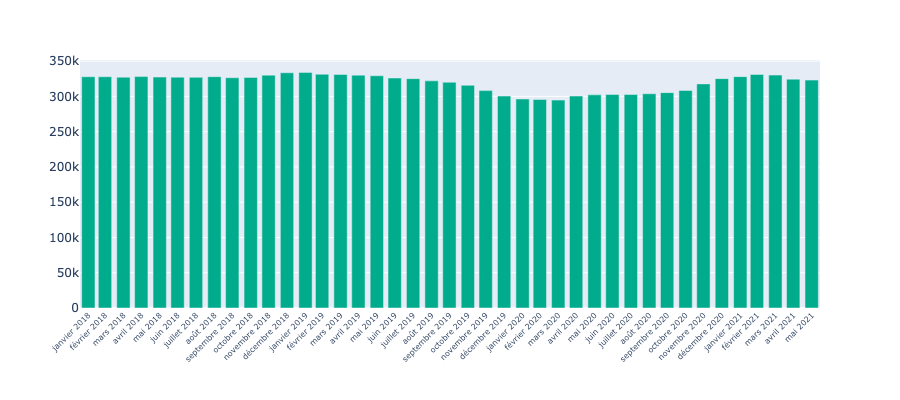 350k
300k
250k
200k
150k
100k
50k
0
janvier 2018
février 2018
mars 2018
avril 2018
mai 2018
juin 2018
juillet 2018
août 2018
septembre 2018
octobre 2018
novembre 2018
décembre 2018
janvier 2019
février 2019
mars 2019
avril 2019
mai 2019
juin 2019
juillet 2019
août 2019
septembre 2019
octobre 2019
novembre 2019
décembre 2019
janvier 2020
février 2020
mars 2020
avril 2020
mai 2020
juin 2020
juillet 2020
août 2020
septembre 2020
octobre 2020
novembre 2020
décembre 2020
janvier 2021
février 2021
mars 2021
avril 2021
mai 2021